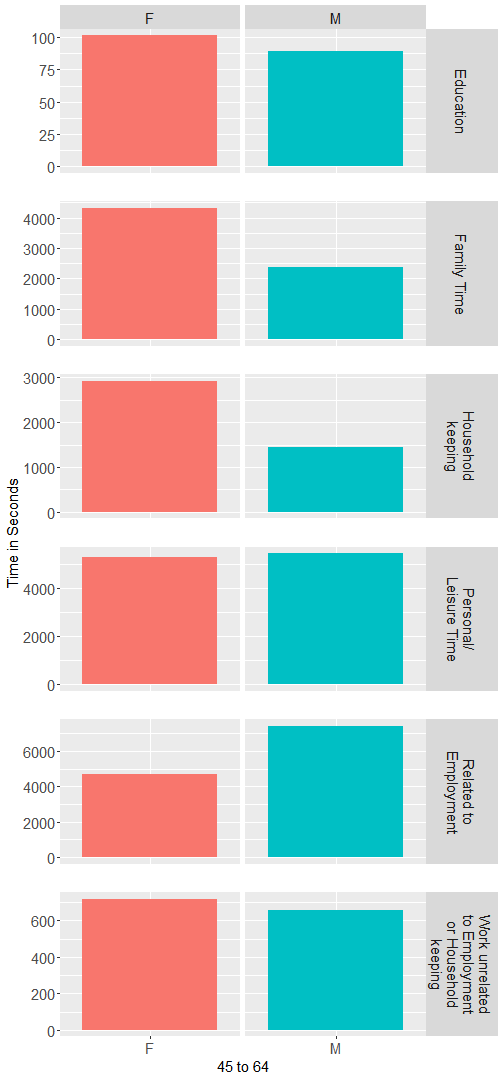 F
M
100
75
50
25
0
Education
4000
3000
2000
1000
0
Family Time
3000
2000
1000
0
Household
keeping
4000
2000
0
Personal/
Leisure Time
6000
4000
2000
0
Related to
Employment
600
400
200
0
Work unrelated
to Employment
or Household
keeping
Time in Seconds
F
M
45 to 64